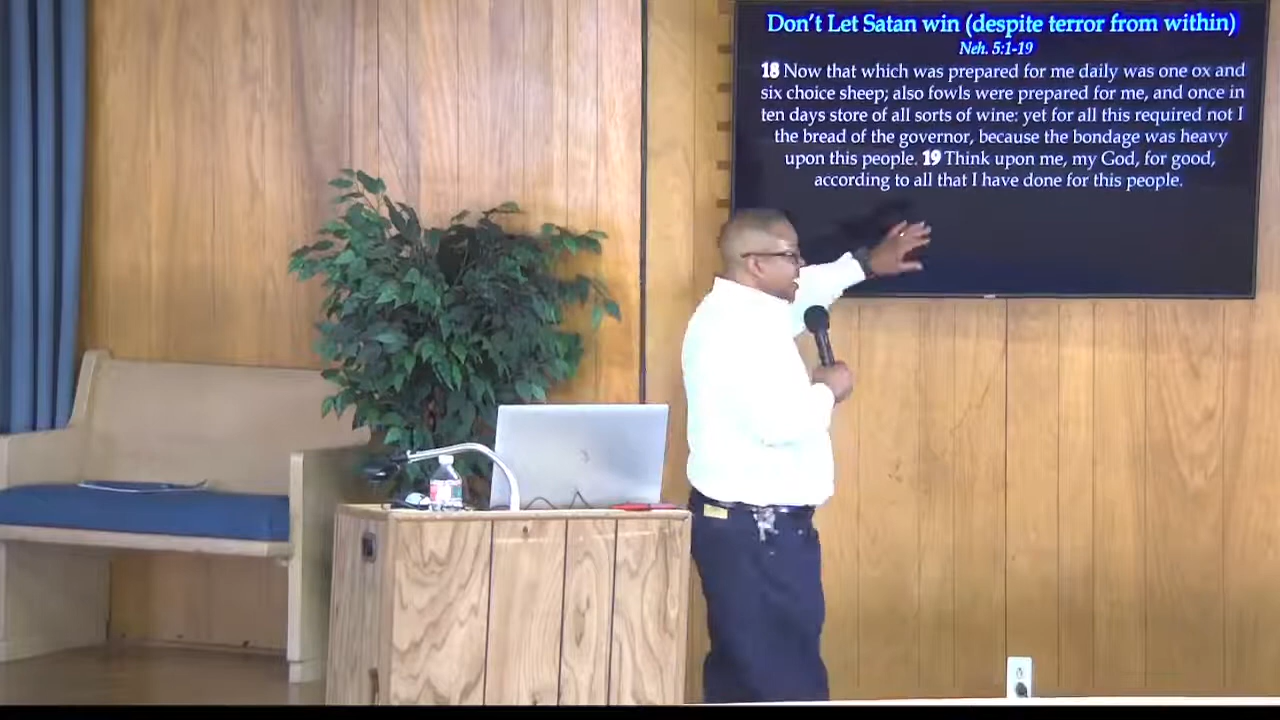 Don't Let Satan win (despite terror from within)
Neh. 5:1-19
18 Now that which was prepared for me daily was one ox and
six choice sheep; also fowls were prepared for me, and once in
ten days store of all sorts of wine: yet for all this required not I
the bread of the governor, because the bondage was heavy
upon this people. 19 Think upon me, my God, for good,
according to all that I have done for this people.